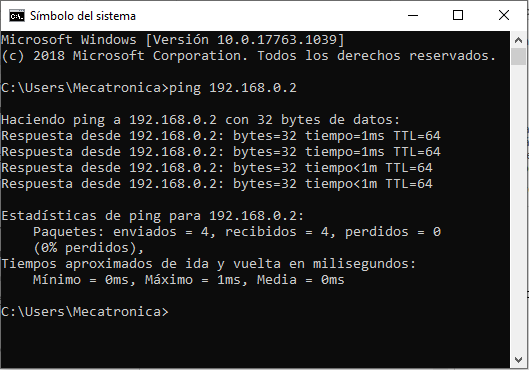 Símbolo del sistema
Microsoft Windows [Versión 10.0.17763.1039]
(c) 2018 Microsoft Corporation. Todos los derechos reservados.
C:\Users\Mecatronica>ping 192.168.0.2
Haciendo ping a 192.168.0.2 con 32 bytes de datos:
Respuesta desde 192.168.0.2: bytes=32 tiempo=1ms TTL=64
Respuesta desde 192.168.0.2: bytes=32 tiempo=1ms TTL=64
Respuesta desde 192.168.0.2: bytes=32 tiempo<1m TTL=64
Respuesta desde 192.168.0.2: bytes=32 tiempo<1m TTL=64
Estadísticas de ping para 192.168.0.2:
    Paquetes: enviados = 4, recibidos = 4, perdidos = 0
    (0% perdidos),
Tiempos aproximados de ida y vuelta en milisegundos:
    Mínimo = 0ms, Máximo = 1ms, Media = 0ms
C:\Users\Mecatronica>